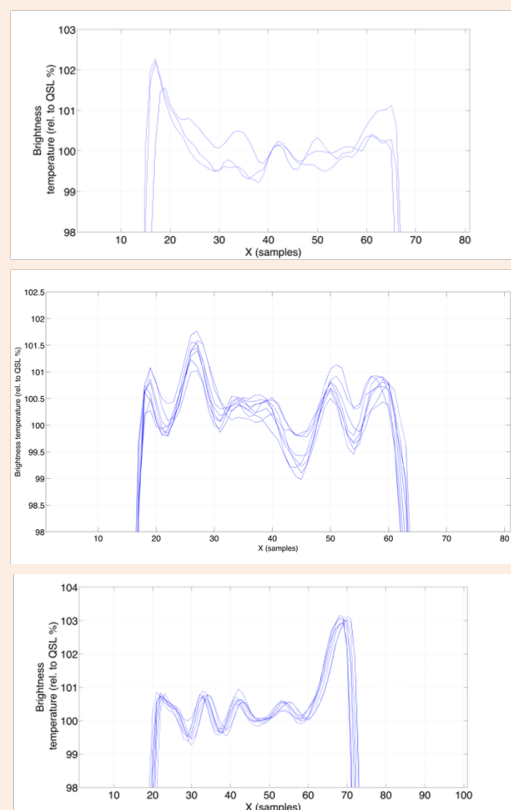 103
102
101
100
99
98
Brightness
temperature (rel. to QSL %)
10 20 30 40 50 60 70 80
X (samples)
102.5
102
101.5
101
100.5
100
99.5
99
98.5
98
Brightness temperature (rel. to QSL %)
10 20 30 40 50 60 70 80
X (samples)
104
103
102
101
100
99
98
Brightness
temperature (rel. to QSL %)
10 20 30 40 50 60 70 80 90 100
X (samples)